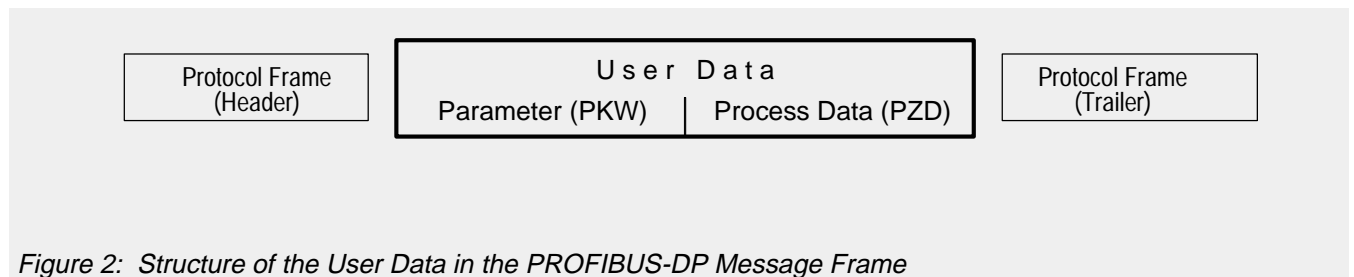 Protocol Frame
(Header)
User Data
Parameter (PKW) Process Data (PZD)
Protocol Frame
(Trailer)
Figure 2: Structure of the User Data in the PROFIBUS-DP Message Frame